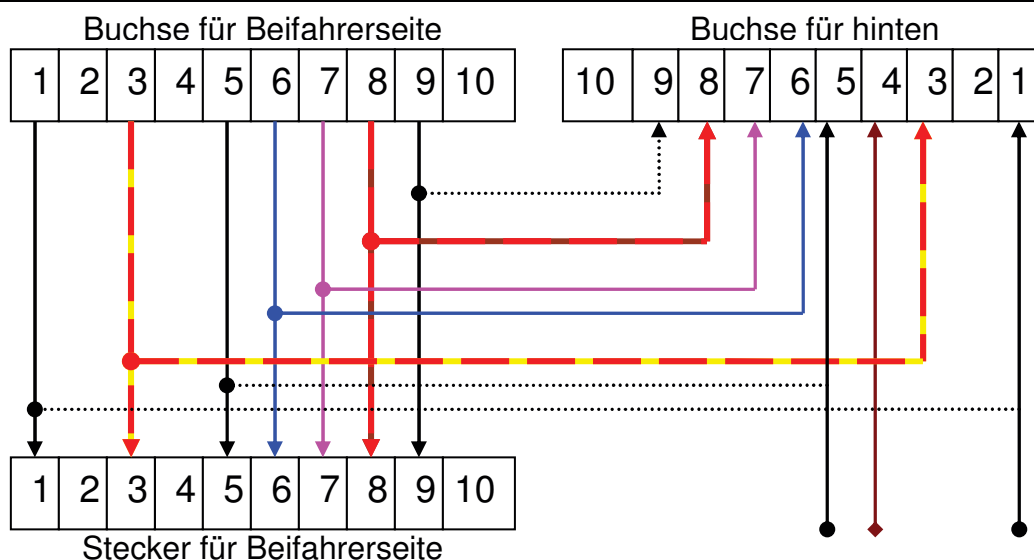 Buchse für Beifahrerseite
1 2 3 4 5 6 7 8 9 10
Buchse für hinten
10 9 8 7 6 5 4 3 2 1
1 2 3 4 5 6 7 8 9 10
Stecker für Beifahrerseite